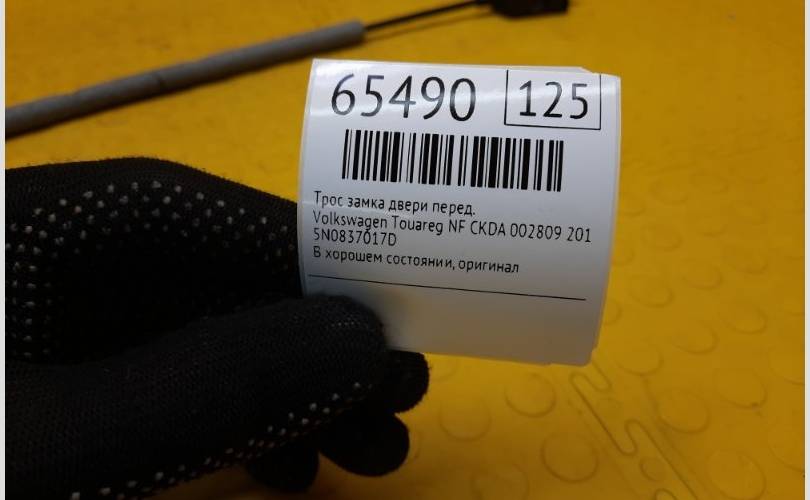 65490 125
Трос замка двери перед.
Volkswagen Touareg NF CKDA 002809 201
5N0837017D
В хорошем состоянии, оригинал